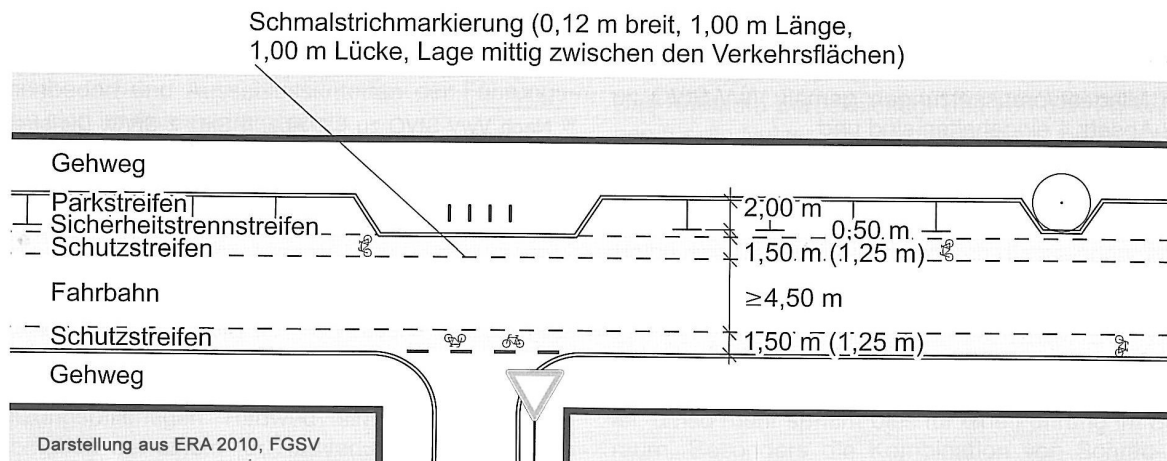 Schmalstrichmarkierung (0,12 m breit, 1,00 m Länge,
1,00 m Lücke, Lage mittig zwischen den Verkehrsflächen)
Gehweg
Parkstreifen
2,00 m
Sicherheitstrennstreifen
0,50 m
Schutzstreifen
1,50 m (1,25 m)
Fahrbahn
≥4,50 m
Schutzstreifen
1,50 m (1,25 m)
Gehweg
Darstellung aus ERA 2010, FGSV